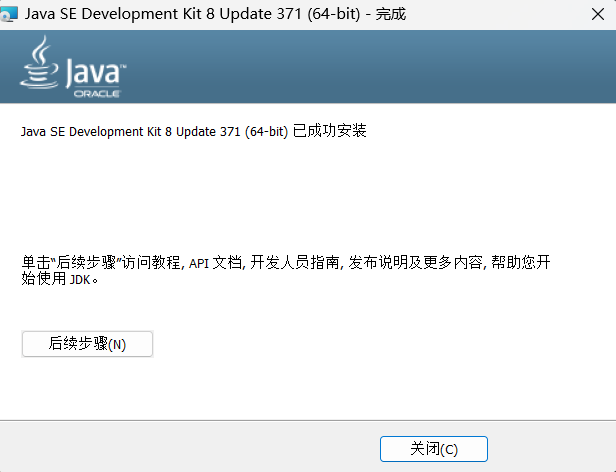 Java SE Development Kit 8 Update 371 (64-bit) - 完成
Java™
ORACLE
Java SE Development Kit 8 Update 371 (64-bit) 已成功安装
单击“后续步骤”访问教程, API 文档, 开发人员指南, 发布说明及更多内容, 帮助您开
始使用 JDK。
后续步骤(N)
关闭(C)